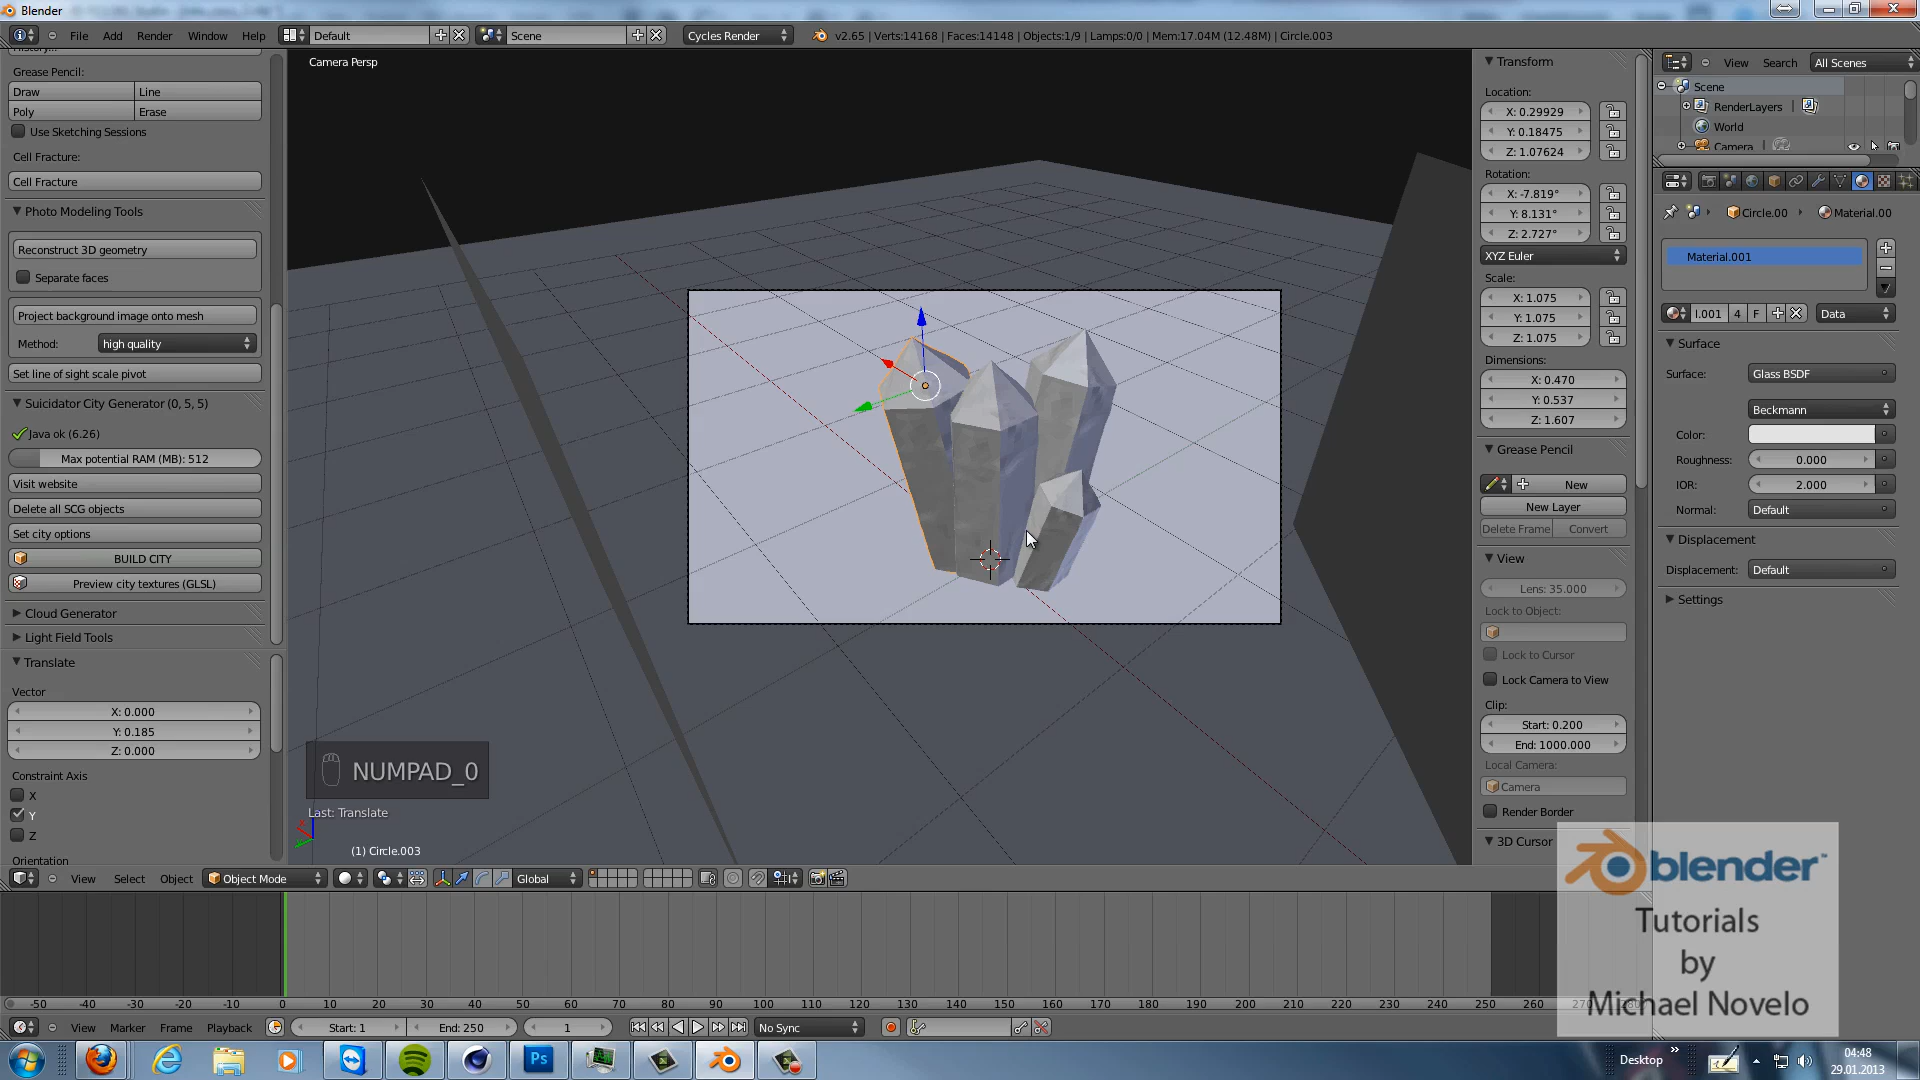 Blender
File Add Render Window Help Default Scene Cycles Render v2.65 | Verts:14168 | Faces:14148 | Objects:1/9 | Lamps:0/0 | Mem:17.04M (12.48M) | Circle.003
History...
Grease Pencil:
Draw Line
Poly Erase
Use Sketching Sessions
Cell Fracture:
Cell Fracture
Photo Modeling Tools
Reconstruct 3D geometry
Separate faces
Project background image onto mesh
Method: high quality
Set line of sight scale pivot
Suicidator City Generator (0, 5, 5)
Java ok (6.26)
Max potential RAM (MB): 512
Visit website
Delete all SCG objects
Set city options
BUILD CITY
Preview city textures (GLSL)
Cloud Generator
Light Field Tools
Translate
Vector
X: 0.000
Y: 0.185
Z: 0.000
Constraint Axis
X
Y
Z
Orientation
Camera Persp
NUMPAD_0
Last: Translate
(1) Circle.003
View Select Object Object Mode Global
Transform
Location:
X: 0.29929
Y: 0.18475
Z: 1.07624
Rotation:
X: -7.819°
Y: 8.131°
Z: 2.727°
XYZ Euler
Scale:
X: 1.075
Y: 1.075
Z: 1.075
Dimensions:
X: 0.470
Y: 0.537
Z: 1.607
Grease Pencil
New
New Layer
Delete Frame Convert
View
Lens: 35.000
Lock to Object:
Lock to Cursor
Lock Camera to View
Clip:
Start: 0.200
End: 1000.000
Local Camera:
Camera
Render Border
3D Cursor
View Search All Scenes
Scene
RenderLayers
World
Camera
Circle.00 Material.00
Material.001
I.001 4 F Data
Surface
Surface: Glass BSDF
Beckmann
Color:
Roughness: 0.000
IOR: 2.000
Normal: Default
Displacement
Displacement: Default
Settings
blender
Tutorials
by
Michael Novelo
-50 -40 -30 -20 -10 0 10 20 30 40 50 60 70 80 90 100 110 120 130 140 150 160 170 180 190 200 210 220 230 240 250 260 270 280
View Marker Frame Playback Start: 1 End: 250 1 No Sync
Ps
Desktop
04:48
29.01.2013